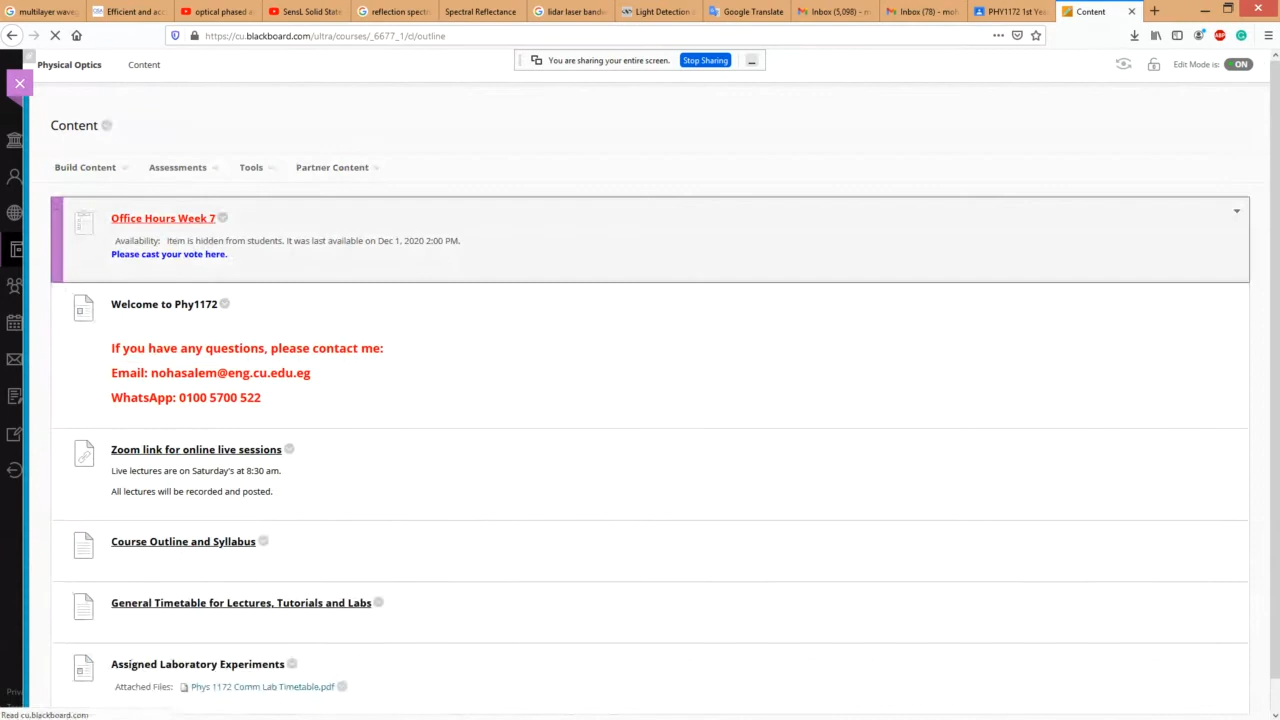 multilayer wave
Efficient and acc
optical phased a
SensL Solid State
reflection spectr
Spectral Reflectance
lidar laser band
Light Detection
Google Translate
Inbox (5,098) - m
Inbox (78) - moh
PHY1172 1st Yea
Content
https://cu.blackboard.com/ultra/courses/_6677_1/cl/outline
Physical Optics
Content
You are sharing your entire screen.
Stop Sharing
Edit Mode is:
ON
Content
Build Content
Assessments
Tools
Partner Content
Office Hours Week 7
Availability: Item is hidden from students. It was last available on Dec 1, 2020 2:00 PM.
Please cast your vote here.
Welcome to Phy1172
If you have any questions, please contact me:
Email: nohasalem@eng.cu.edu.eg
WhatsApp: 0100 5700 522
Zoom link for online live sessions
Live lectures are on Saturday's at 8:30 am.
All lectures will be recorded and posted.
Course Outline and Syllabus
General Timetable for Lectures, Tutorials and Labs
Assigned Laboratory Experiments
Attached Files: Phys 1172 Comm Lab Timetable.pdf
Priv
Read cu.blackboard.com